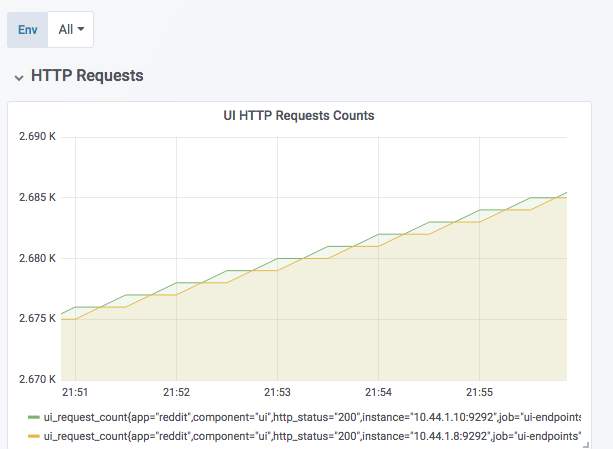 Env All
HTTP Requests
UI HTTP Requests Counts
2.690 K
2.685 K
2.680 K
2.675 K
2.670 K
21:51 21:52 21:53 21:54 21:55
ui_request_count{app="reddit",component="ui",http_status="200",instance="10.44.1.10:9292",job="ui-endpoints
ui_request_count{app="reddit",component="ui",http_status="200",instance="10.44.1.8:9292",job="ui-endpoints"